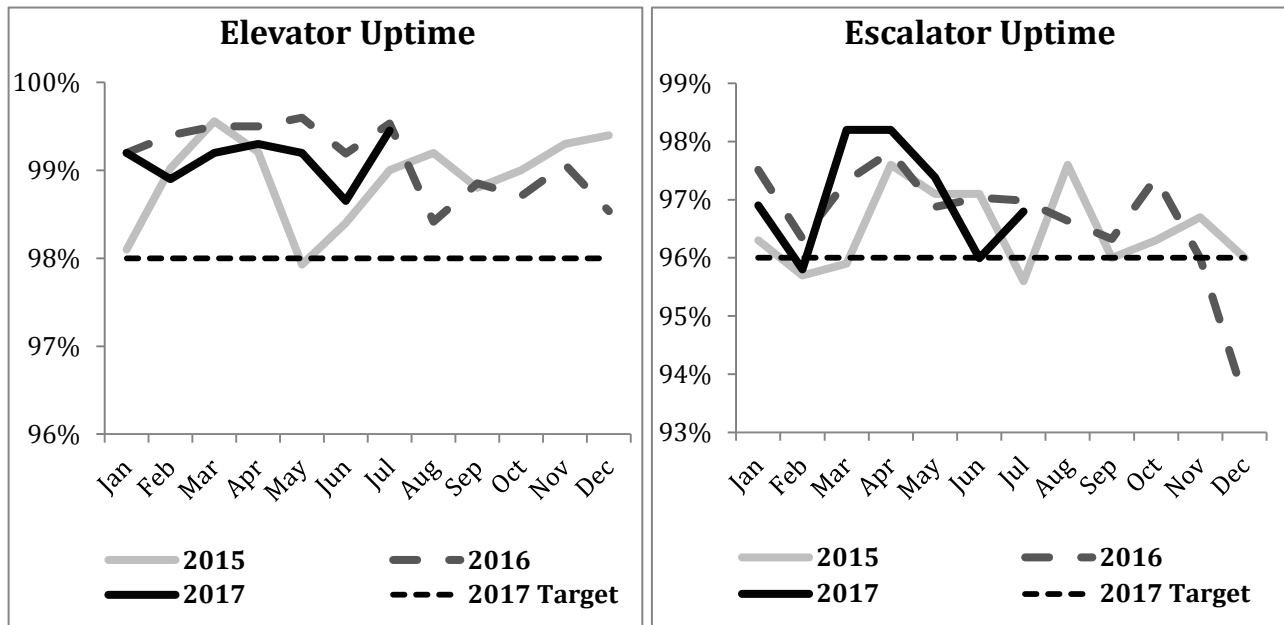 Elevator Uptime
100%
99%
98%
97%
96%
Jan Feb Mar Apr May Jun Jul Aug Sep Oct Nov Dec
2015 2016
2017 2017 Target
Escalator Uptime
99%
98%
97%
96%
95%
94%
93%
Jan Feb Mar Apr May Jun Jul Aug Sep Oct Nov Dec
2015 2016
2017 2017 Target